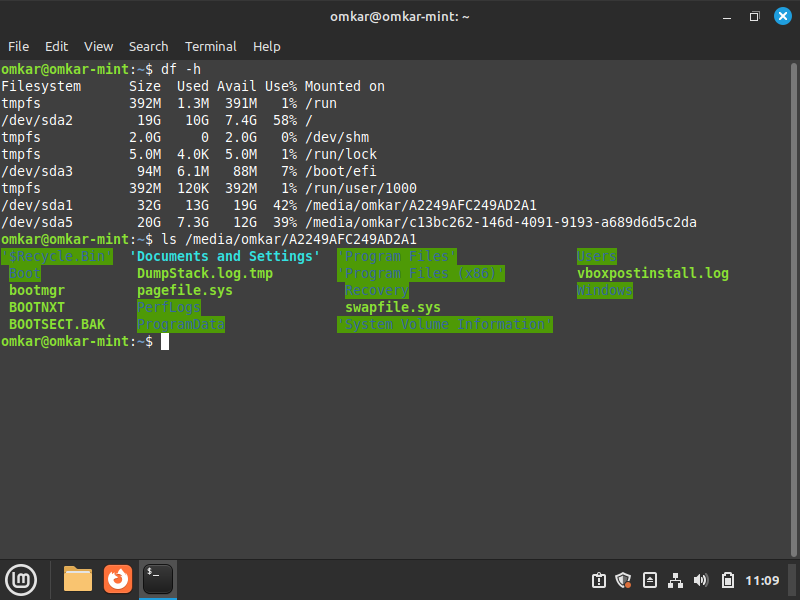 omkar@omkar-mint: ~
File Edit View Search Terminal Help
omkar@omkar-mint:~$ df -h
Filesystem      Size  Used Avail Use% Mounted on
tmpfs           392M  1.3M  391M   1% /run
/dev/sda2        19G   10G  7.4G  58% /
tmpfs           2.0G     0  2.0G   0% /dev/shm
tmpfs           5.0M  4.0K  5.0M   1% /run/lock
/dev/sda3        94M  6.1M   88M   7% /boot/efi
tmpfs           392M  120K  392M   1% /run/user/1000
/dev/sda1        32G   13G   19G  42% /media/omkar/A2249AFC249AD2A1
/dev/sda5        20G  7.3G   12G  39% /media/omkar/c13bc262-146d-4091-9193-a689d6d5c2da
omkar@omkar-mint:~$ ls /media/omkar/A2249AFC249AD2A1
'$Recycle.Bin'  'Documents and Settings'  'Program Files'               Users
 Boot            DumpStack.log.tmp        'Program Files (x86)'         vboxpostinstall.log
 bootmgr         pagefile.sys              Recovery                     Windows
 BOOTNXT         PerfLogs                  swapfile.sys
 BOOTSECT.BAK    ProgramData              'System Volume Information'
omkar@omkar-mint:~$
$_ 11:09